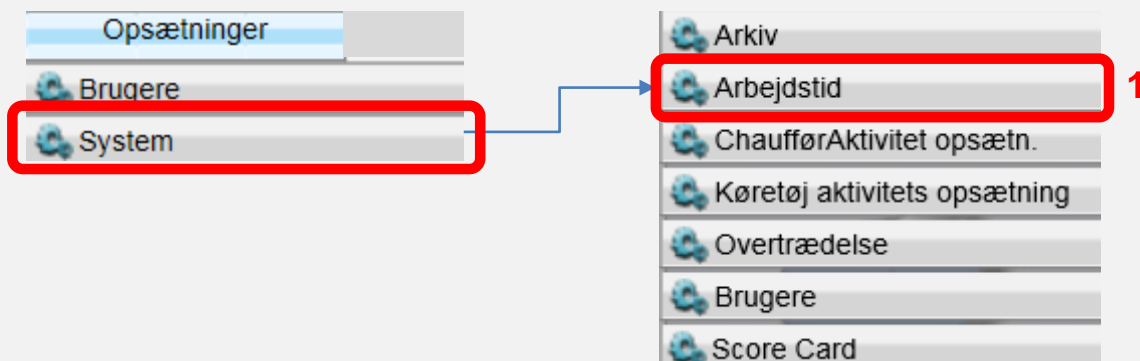 Opsætninger
Brugere
System
Arkiv
Arbejdstid
1
ChaufførAktivitet opsætn.
Køretøj aktivitets opsætning
Overtrædelse
Brugere
Score Card